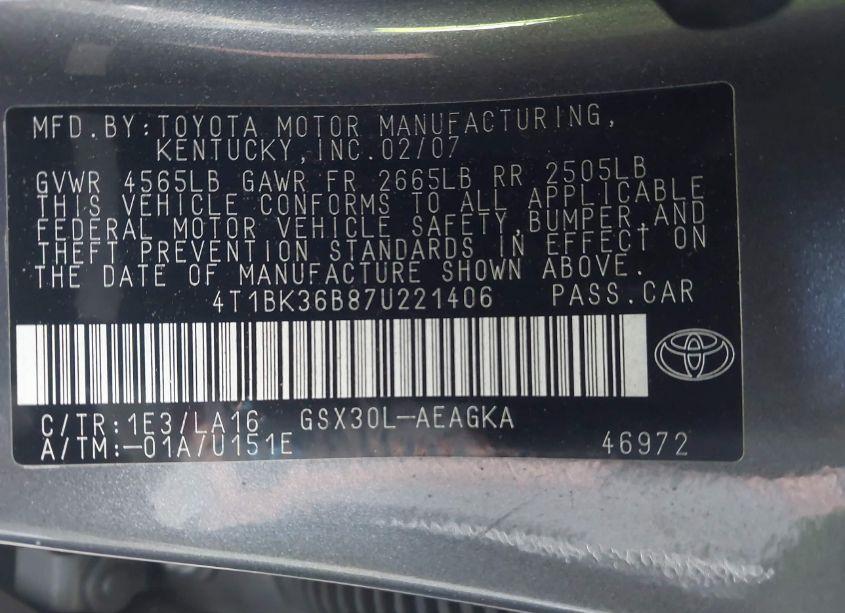 MFD.BY:TOYOTA MOTOR MANUFACTURING,
KENTUCKY,INC.02/07
GVWR 4565LB GAWR FR 2665LB RR 2505LB
THIS VEHICLE CONFORMS TO ALL APPLICABLE
FEDERAL MOTOR VEHICLE SAFETY,BUMPER,AND
THEFT PREVENTION STANDARDS IN EFFECT ON
THE DATE OF MANUFACTURE SHOWN ABOVE.
4T1BK36B87U221406 PASS.CAR
C/TR:1E3/LA16 GSX30L-AEAGKA
A/TM:-01A/U151E 46972